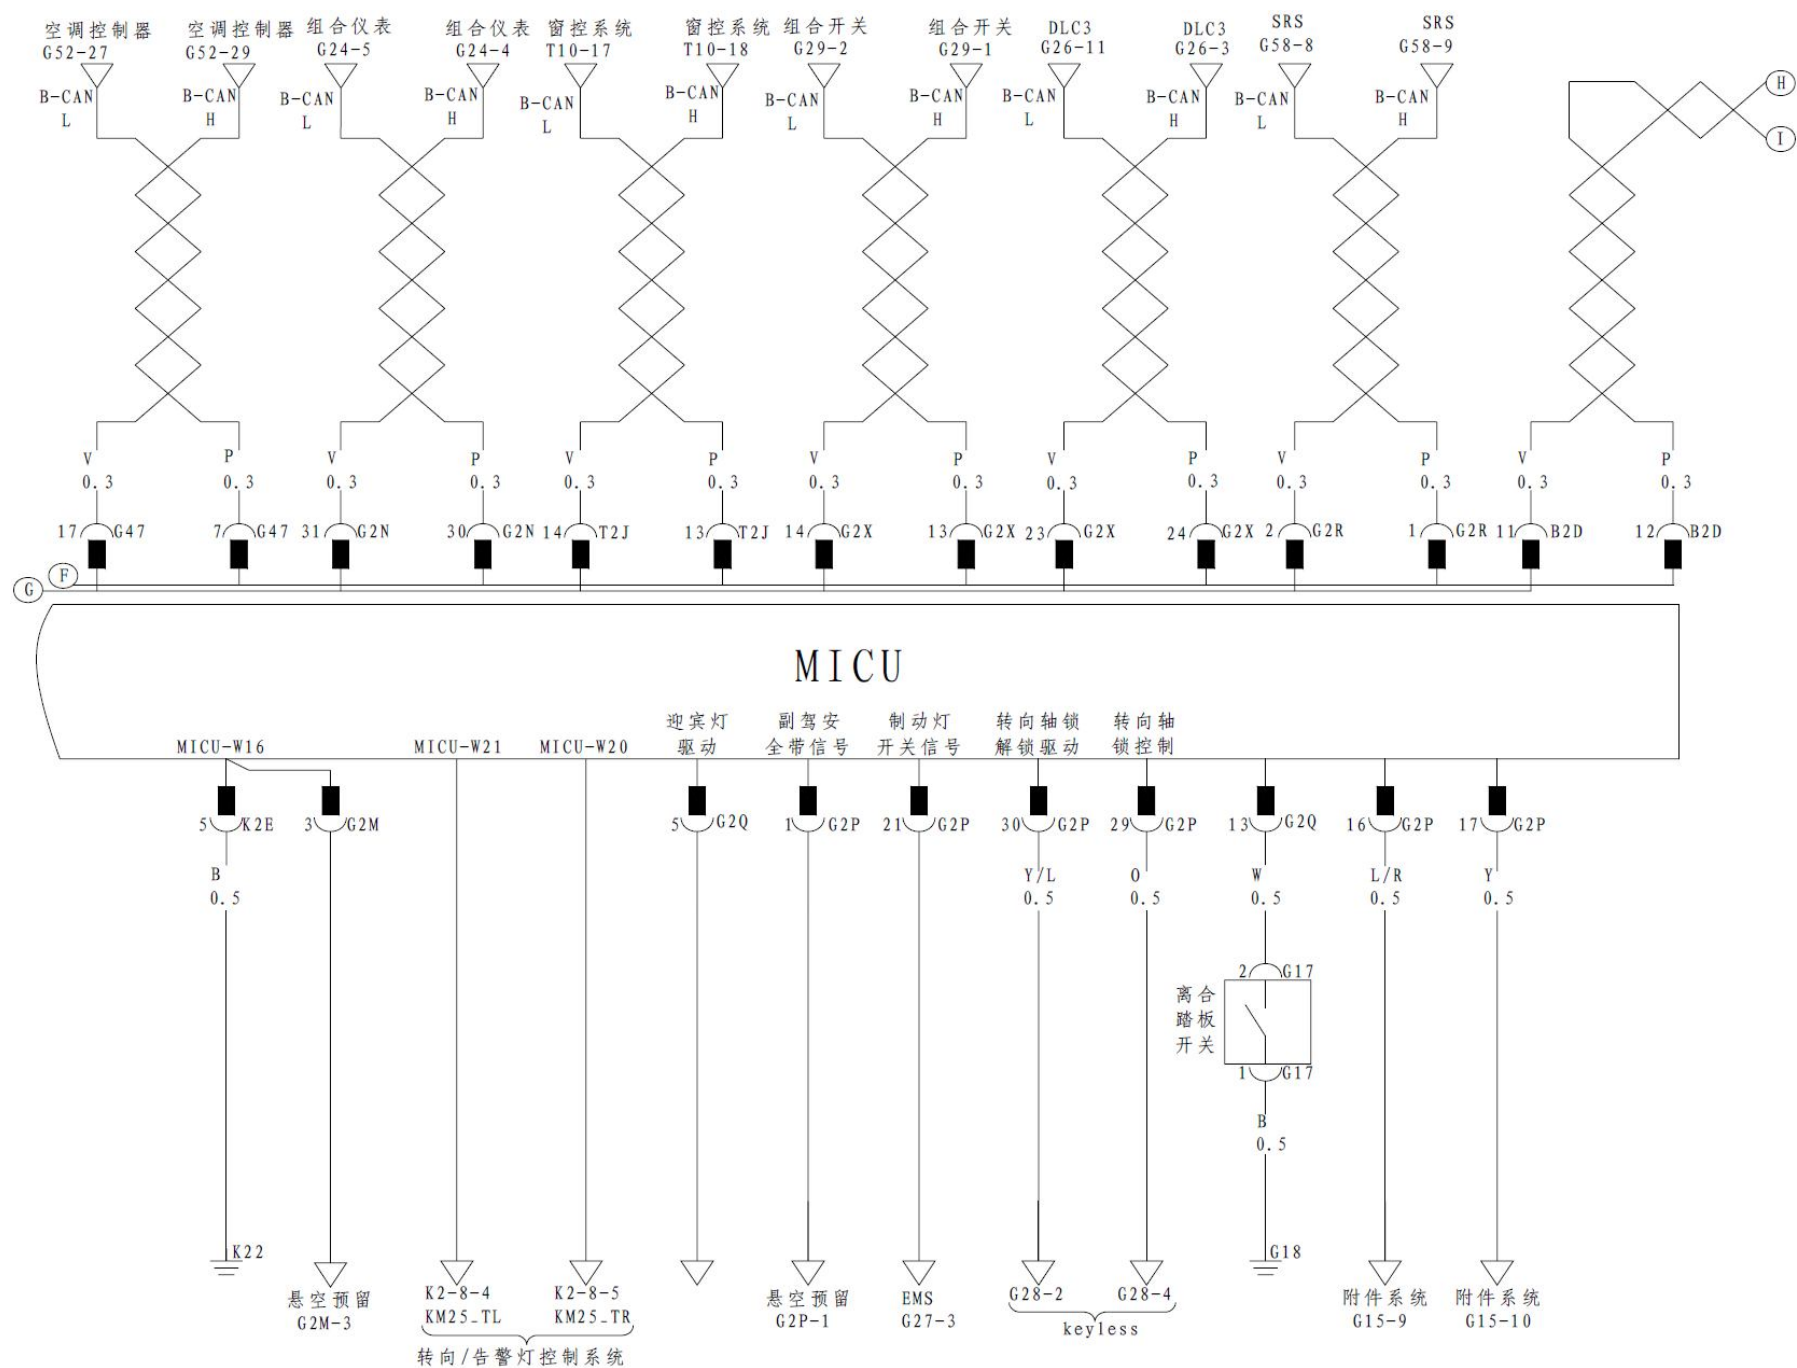 空调控制器 空调控制器 组合仪表 组合仪表 窗控系统 窗控系统 组合开关 组合开关 DLC3 DLC3 SRS SRS
G52-27 G52-29 G24-5 G24-4 T10-17 T10-18 G29-2 G29-1 G26-11 G26-3 G58-8 G58-9
H
B-CAN B-CAN B-CAN B-CAN B-CAN B-CAN B-CAN B-CAN B-CAN B-CAN B-CAN B-CAN
L H L H L H L H L H L H
I
V P V P V P V P V P V P V P
0.3 0.3 0.3 0.3 0.3 0.3 0.3 0.3 0.3 0.3 0.3 0.3 0.3 0.3
17 G47 7 G47 31 G2N 30 G2N 14 T2J 13 T2J 14 G2X 13 G2X 23 G2X 24 G2X 2 G2R 1 G2R 11 B2D 12 B2D
F
G
MICU
迎宾灯 副驾安 制动灯 转向轴锁 转向轴
MICU-W16 MICU-W21 MICU-W20 驱动 全带信号 开关信号 解锁驱动 锁控制
5 K2E 3 G2M 5 G2Q 1 G2P 21 G2P 30 G2P 29 G2P 13 G2Q 16 G2P 17 G2P
B Y/L O W L/R Y
0.5 0.5 0.5 0.5 0.5 0.5
2 G17
离合
踏板
开关
1 G17
B
0.5
K22 G18
悬空预留 K2-8-4 K2-8-5 悬空预留 EMS G28-2 G28-4 附件系统 附件系统
G2M-3 KM25_TL KM25_TR G2P-1 G27-3 keyless G15-9 G15-10
转向/告警灯控制系统